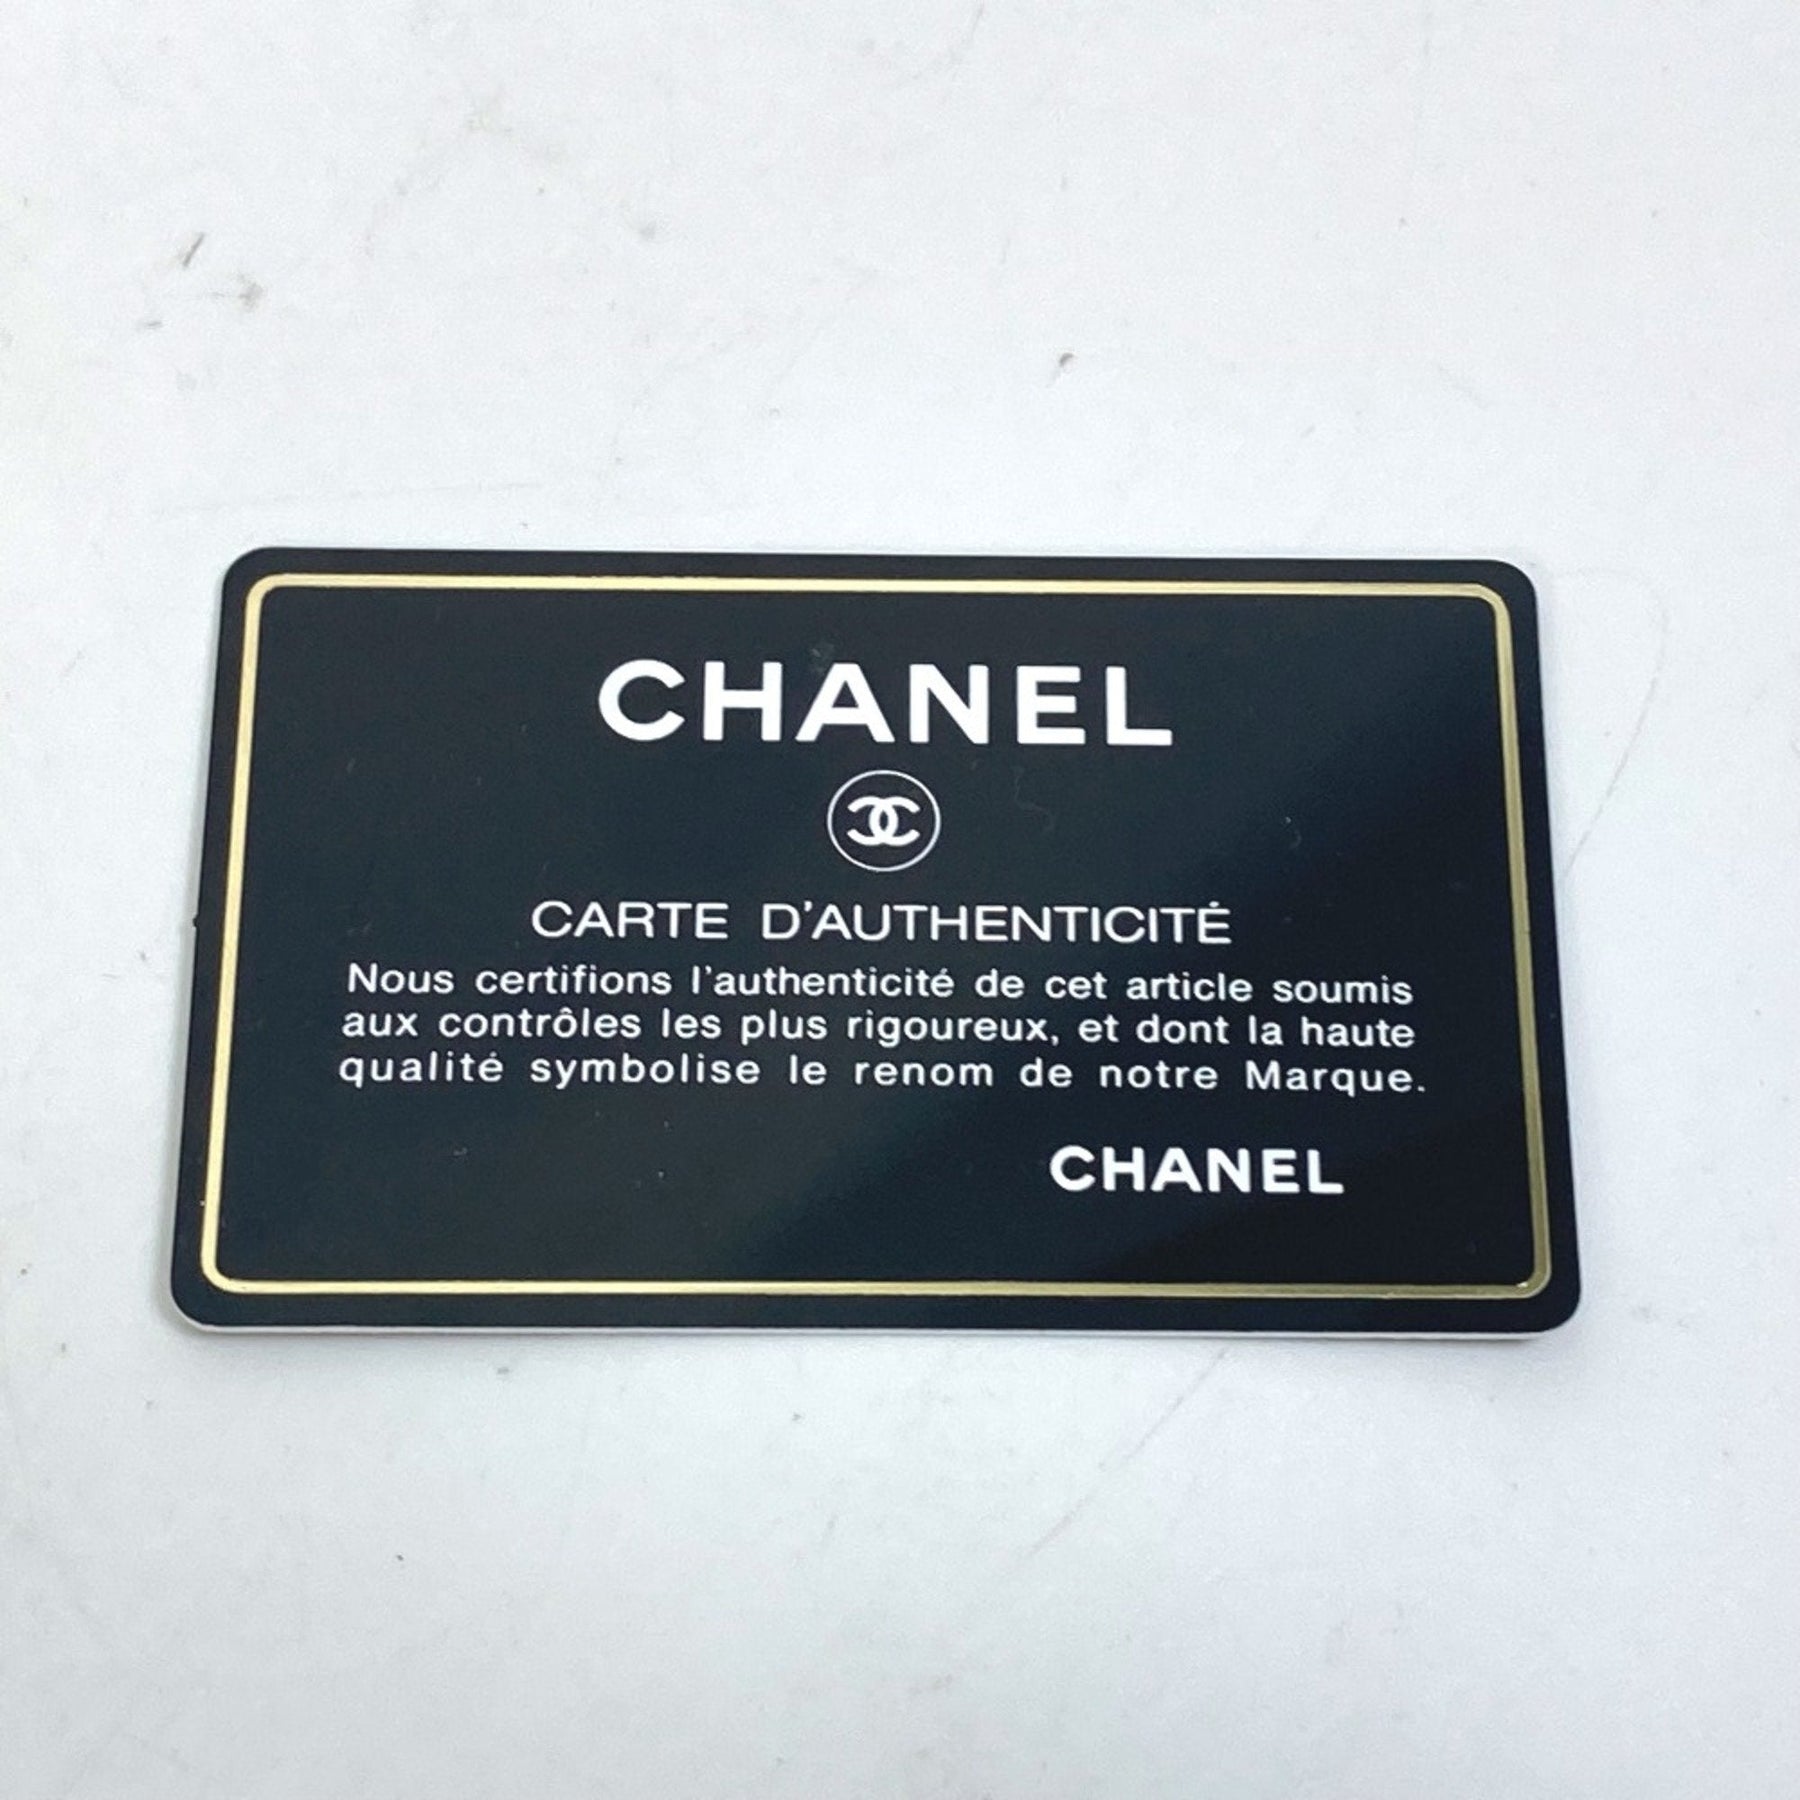 CHANEL
CARTE D'AUTHENTICITÉ
Nous certifions l'authenticité de cet article soumis
aux contrôles les plus rigoureux, et dont la haute
qualité symbolise le renom de notre Marque.
CHANEL